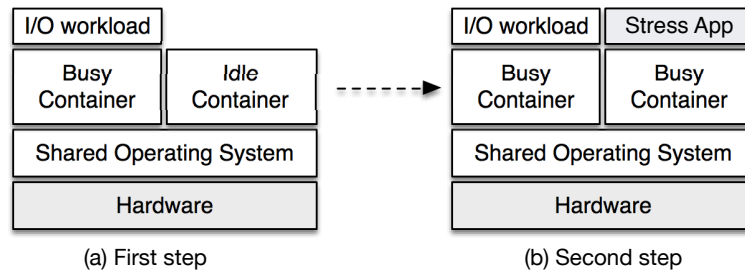 I/O workload
Busy
Container
Idle
Container
Shared Operating System
Hardware
(a) First step
I/O workload
Stress App
Busy
Container
Busy
Container
Shared Operating System
Hardware
(b) Second step